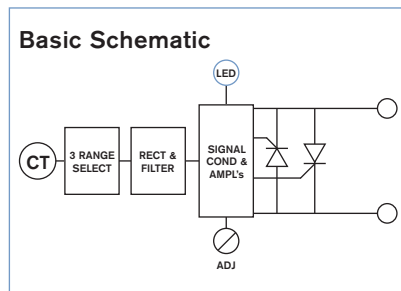 Basic Schematic
LED
CT
3 RANGE
SELECT
RECT &
FILTER
SIGNAL
COND &
AMPL's
ADJ